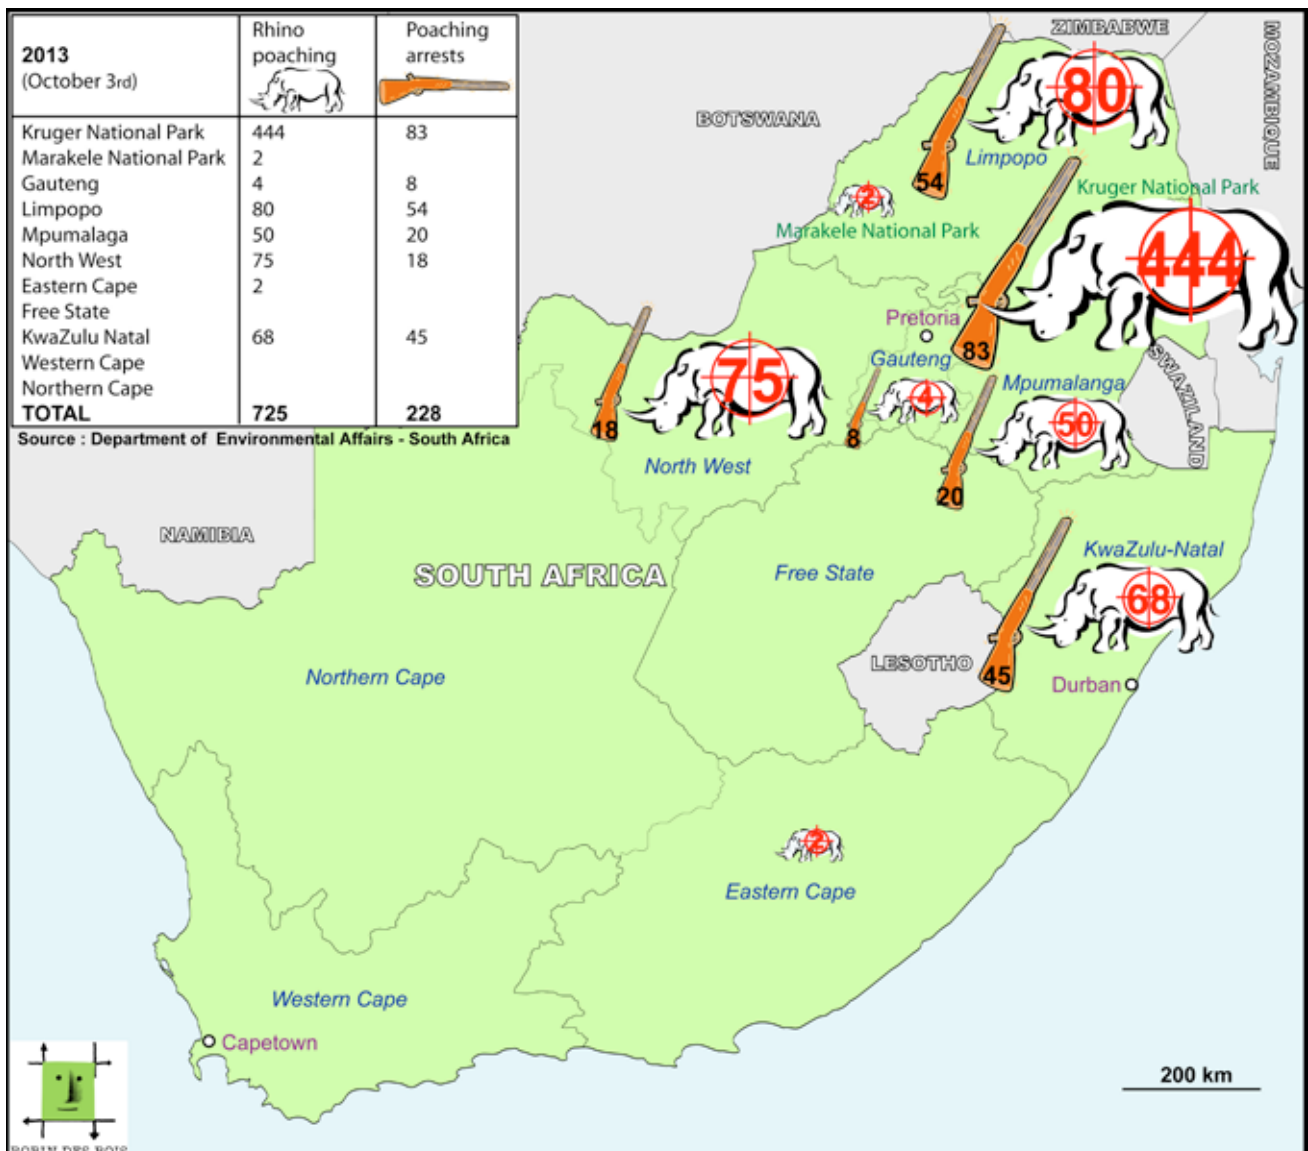 2013
(October 3rd)
Rhino
poaching
Poaching
arrests
Kruger National Park 444 83
Marakele National Park 2
Gauteng 4 8
Limpopo 80 54
Mpumalaga 50 20
North West 75 18
Eastern Cape 2
Free State
KwaZulu Natal 68 45
Western Cape
Northern Cape
TOTAL 725 228
Source : Department of Environmental Affairs - South Africa
ZIMBABWE
MOZAMBIQUE
BOTSWANA
80
Limpopo
54
Kruger National Park
2
Marakele National Park
444
Pretoria
83
Gauteng
SWAZILAND
75
Mpumalanga
4
50
18
8
North West
20
NAMIBIA
SOUTH AFRICA
Free State
KwaZulu-Natal
68
LESOTHO
45
Northern Cape
Durban
2
Eastern Cape
Western Cape
Capetown
200 km
ROBIN DES BOIS